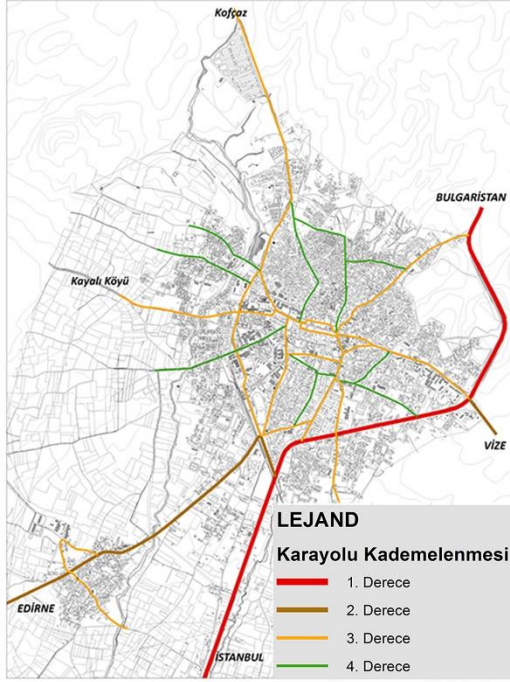 Kofçaz
BULGARİSTAN
Kayalı Köyü
VİZE
EDİRNE
İSTANBUL
LEJAND
Karayolu Kademelenmesi
1. Derece
2. Derece
3. Derece
4. Derece